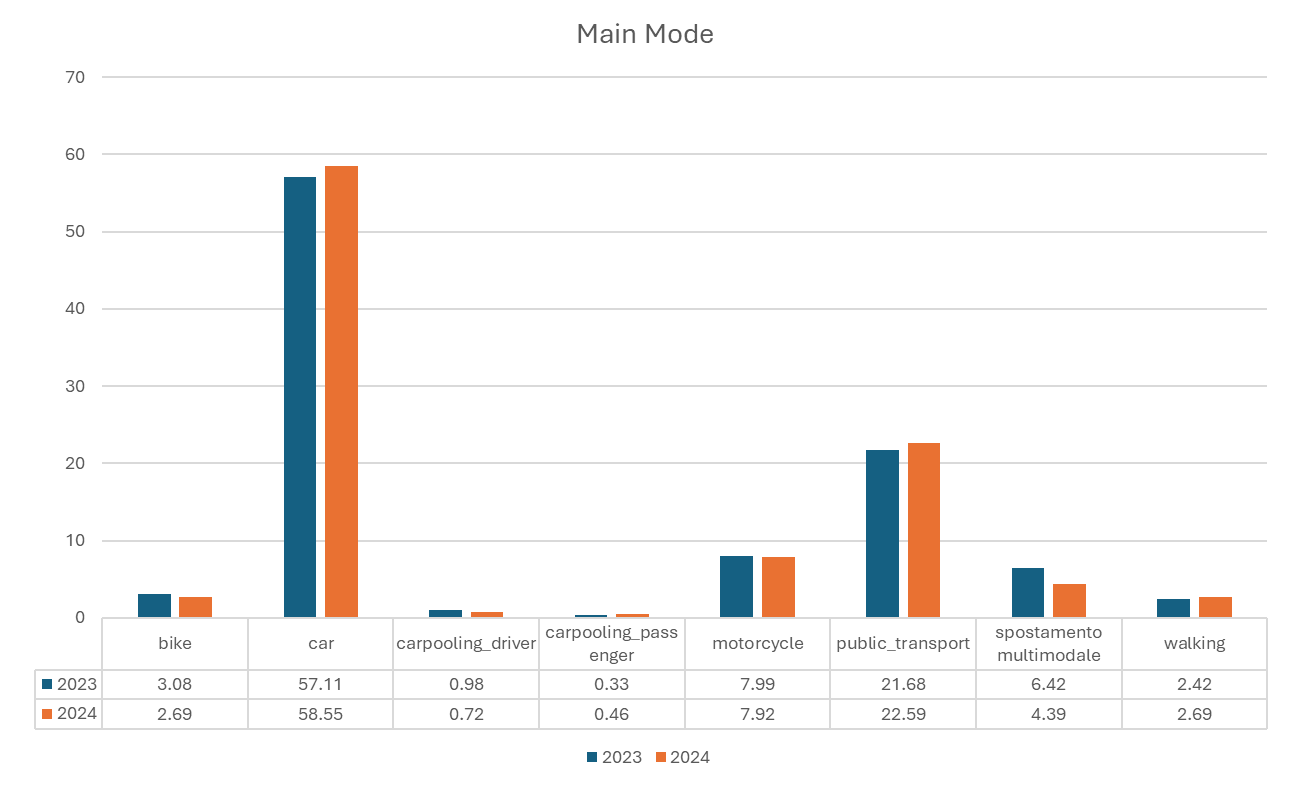 Main Mode
70
60
50
40
30
20
10
0
bike car carpooling_driver carpooling_pass
enger motorcycle public_transport spostamento
multimodale walking
2023 3.08 57.11 0.98 0.33 7.99 21.68 6.42 2.42
2024 2.69 58.55 0.72 0.46 7.92 22.59 4.39 2.69
2023 2024